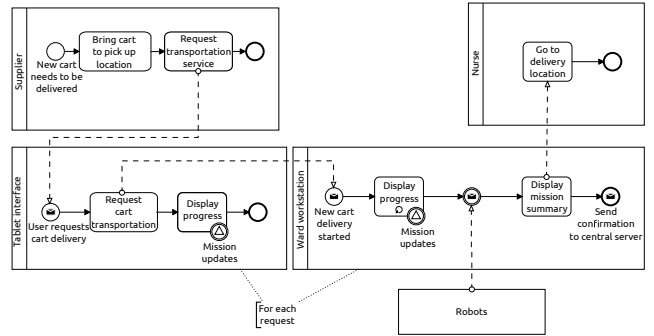 Supplier
New cart
needs to be
delivered
Bring cart
to pick up
location
Request
transportation
service
Nurse
Go to
delivery
location
Tablet interface
User requests
cart delivery
Request
cart
transportation
Display
progress
Mission
updates
Ward workstation
New cart
delivery
started
Display
progress
Mission
updates
Display
mission
summary
Send
confirmation
to central server
For each
request
Robots